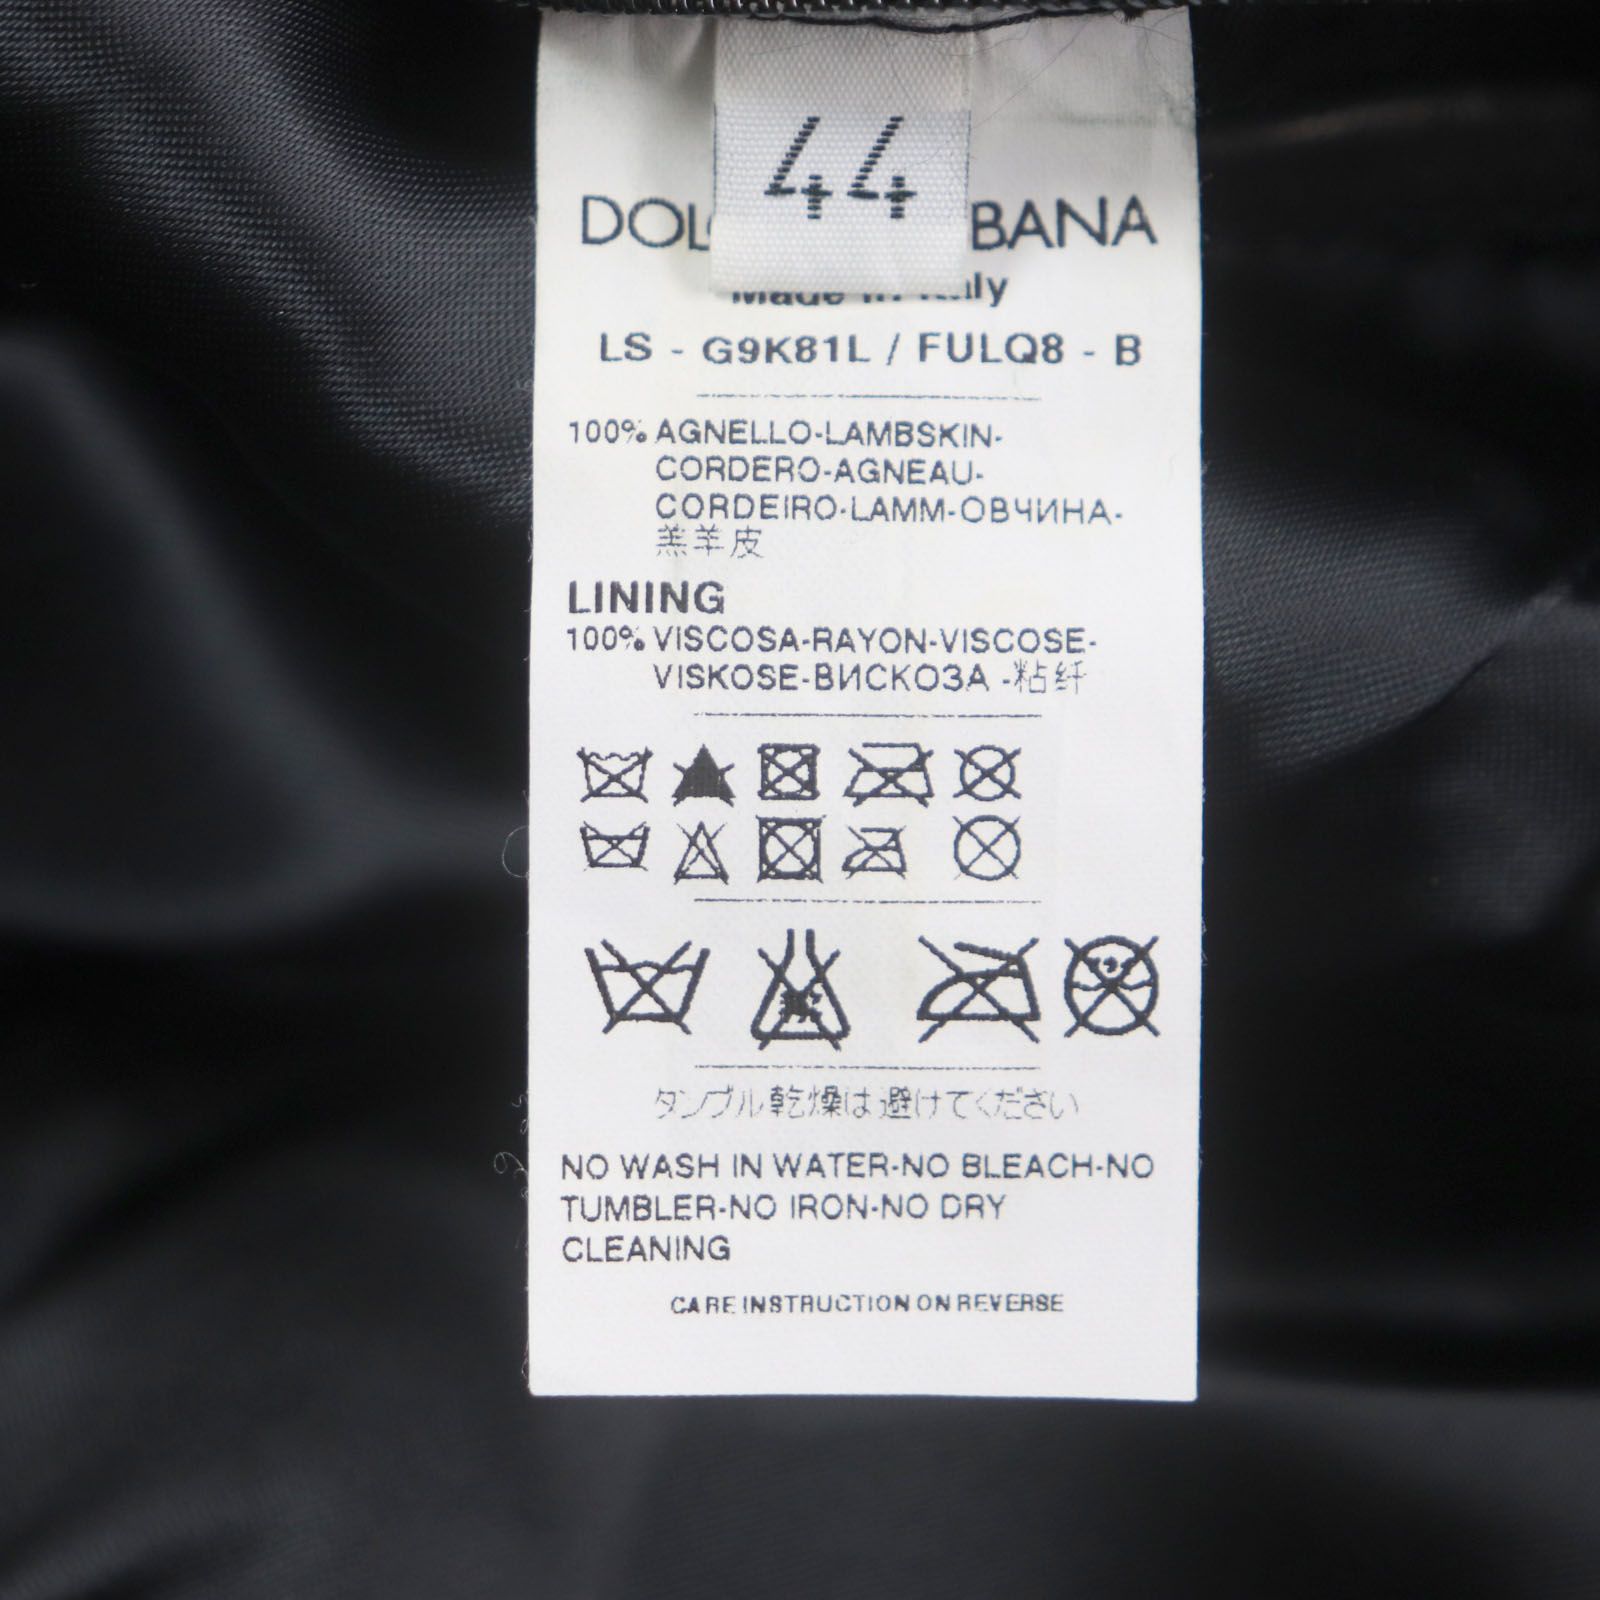 44
DOL BANA
Made in Italy
LS - G9K81L / FULQ8 - B
100% AGNELLO-LAMBSKIN-
CORDERO-AGNEAU-
CORDEIRO-LAMM-ОВЧИНА-
羔羊皮
LINING
100% VISCOSA-RAYON-VISCOSE-
VISKOSE-ВИСКОЗА -粘纤
タンブル乾燥は避けてください
NO WASH IN WATER-NO BLEACH-NO
TUMBLER-NO IRON-NO DRY
CLEANING
CARE INSTRUCTION ON REVERSE